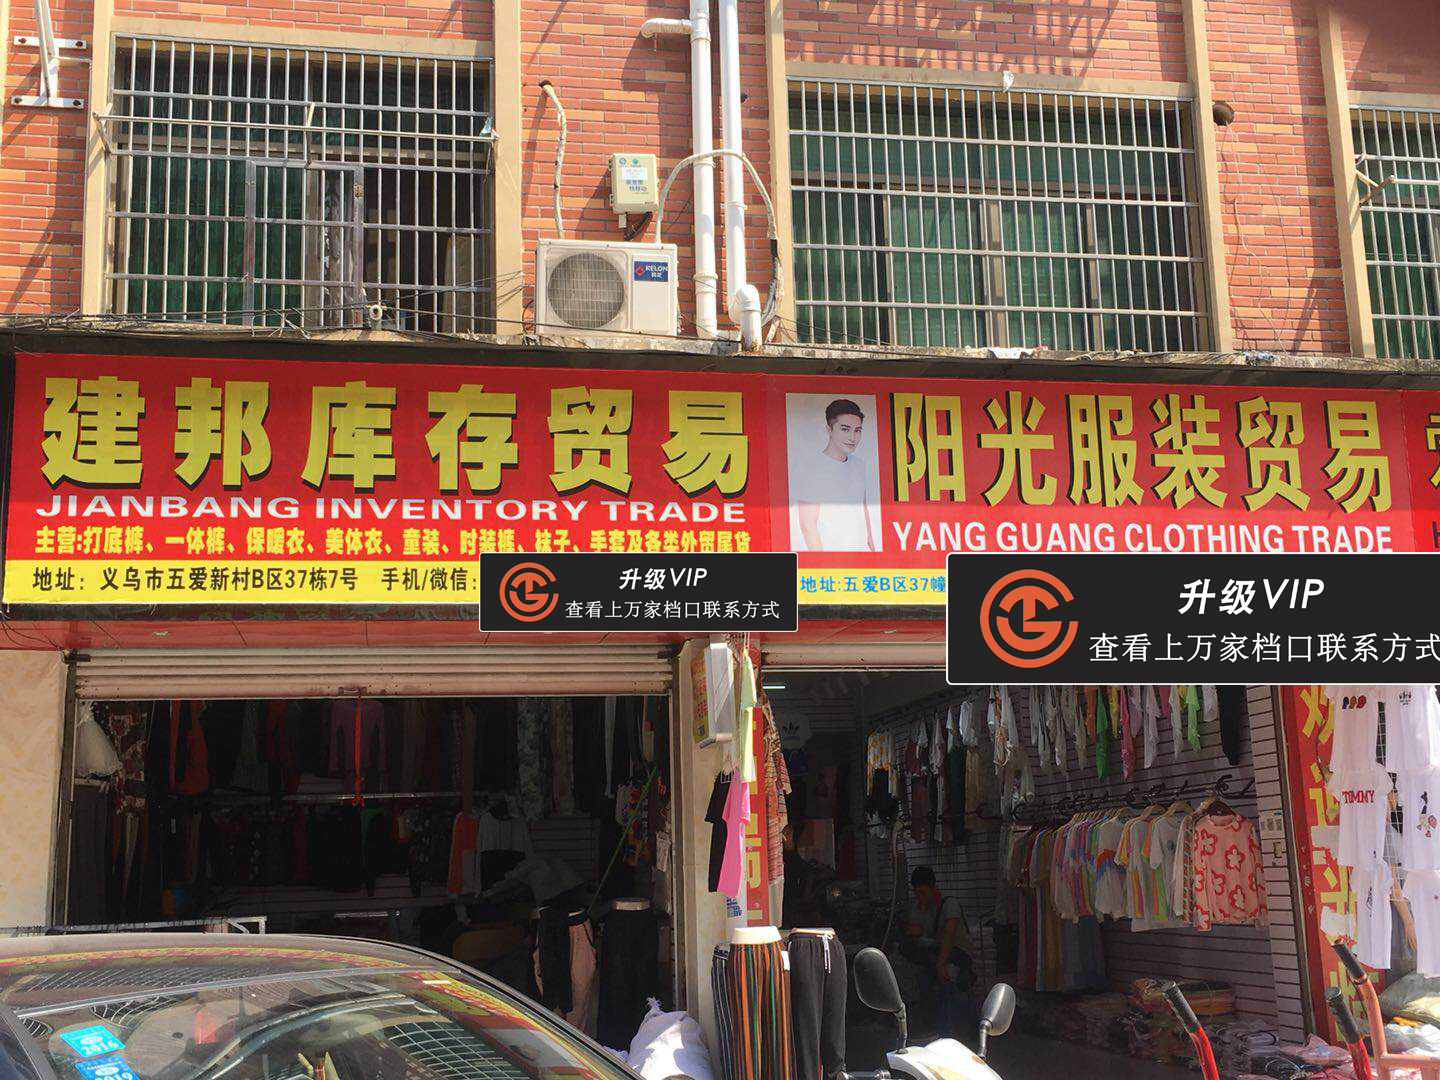 建邦库存贸易
JIANBANG INVENTORY TRADE
主营:打底裤、一体裤、保暖衣、美体衣、童装、时装裤、袜子、手套及各类外贸尾货
地址：义乌市五爱新村B区37栋7号 手机/微信:
阳光服装贸易
YANG GUANG CLOTHING TRADE
地址:五爱B区37幢
升级VIP
查看上万家档口联系方式
升级VIP
查看上万家档口联系方式
KELON
科龙
TOMMY
2016
2019